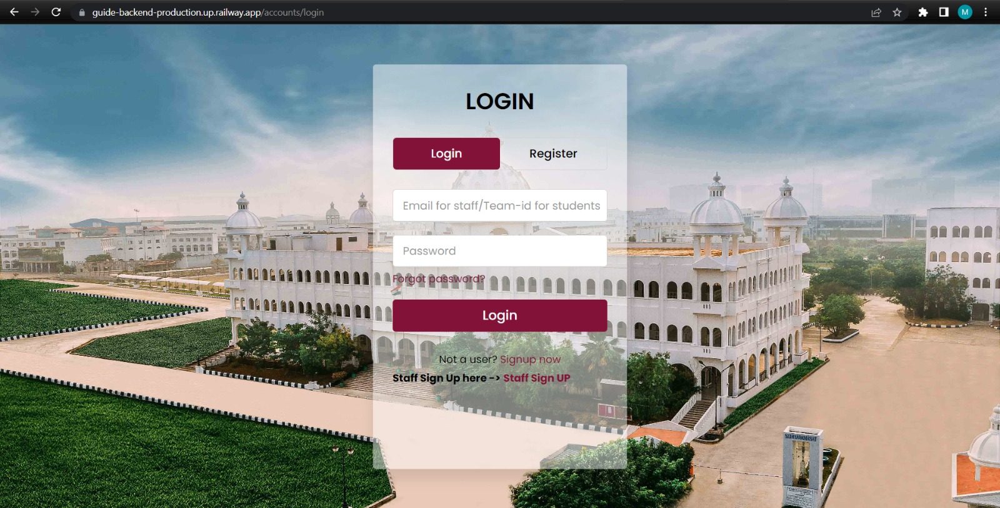 guide-backend-production.up.railway.app/accounts/login
M
LOGIN
Login
Register
Email for staff/Team-id for students
Password
Forgot password?
Login
Not a user? Signup now
Staff Sign Up here -> Staff Sign UP